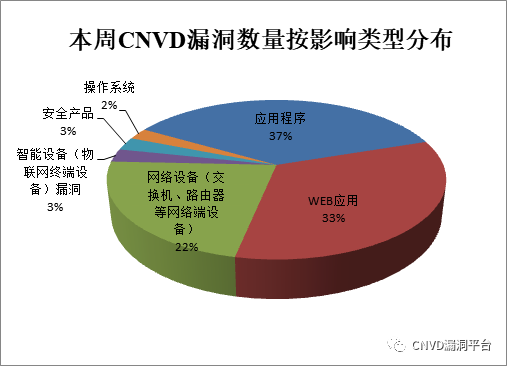 本周CNVD漏洞数量按影响类型分布
操作系统
2%
安全产品
3%
智能设备（物
联网终端设
备）漏洞
3%
网络设备（交
换机、路由器
等网络端设
备）
22%
应用程序
37%
WEB应用
33%
CNVD漏洞平台